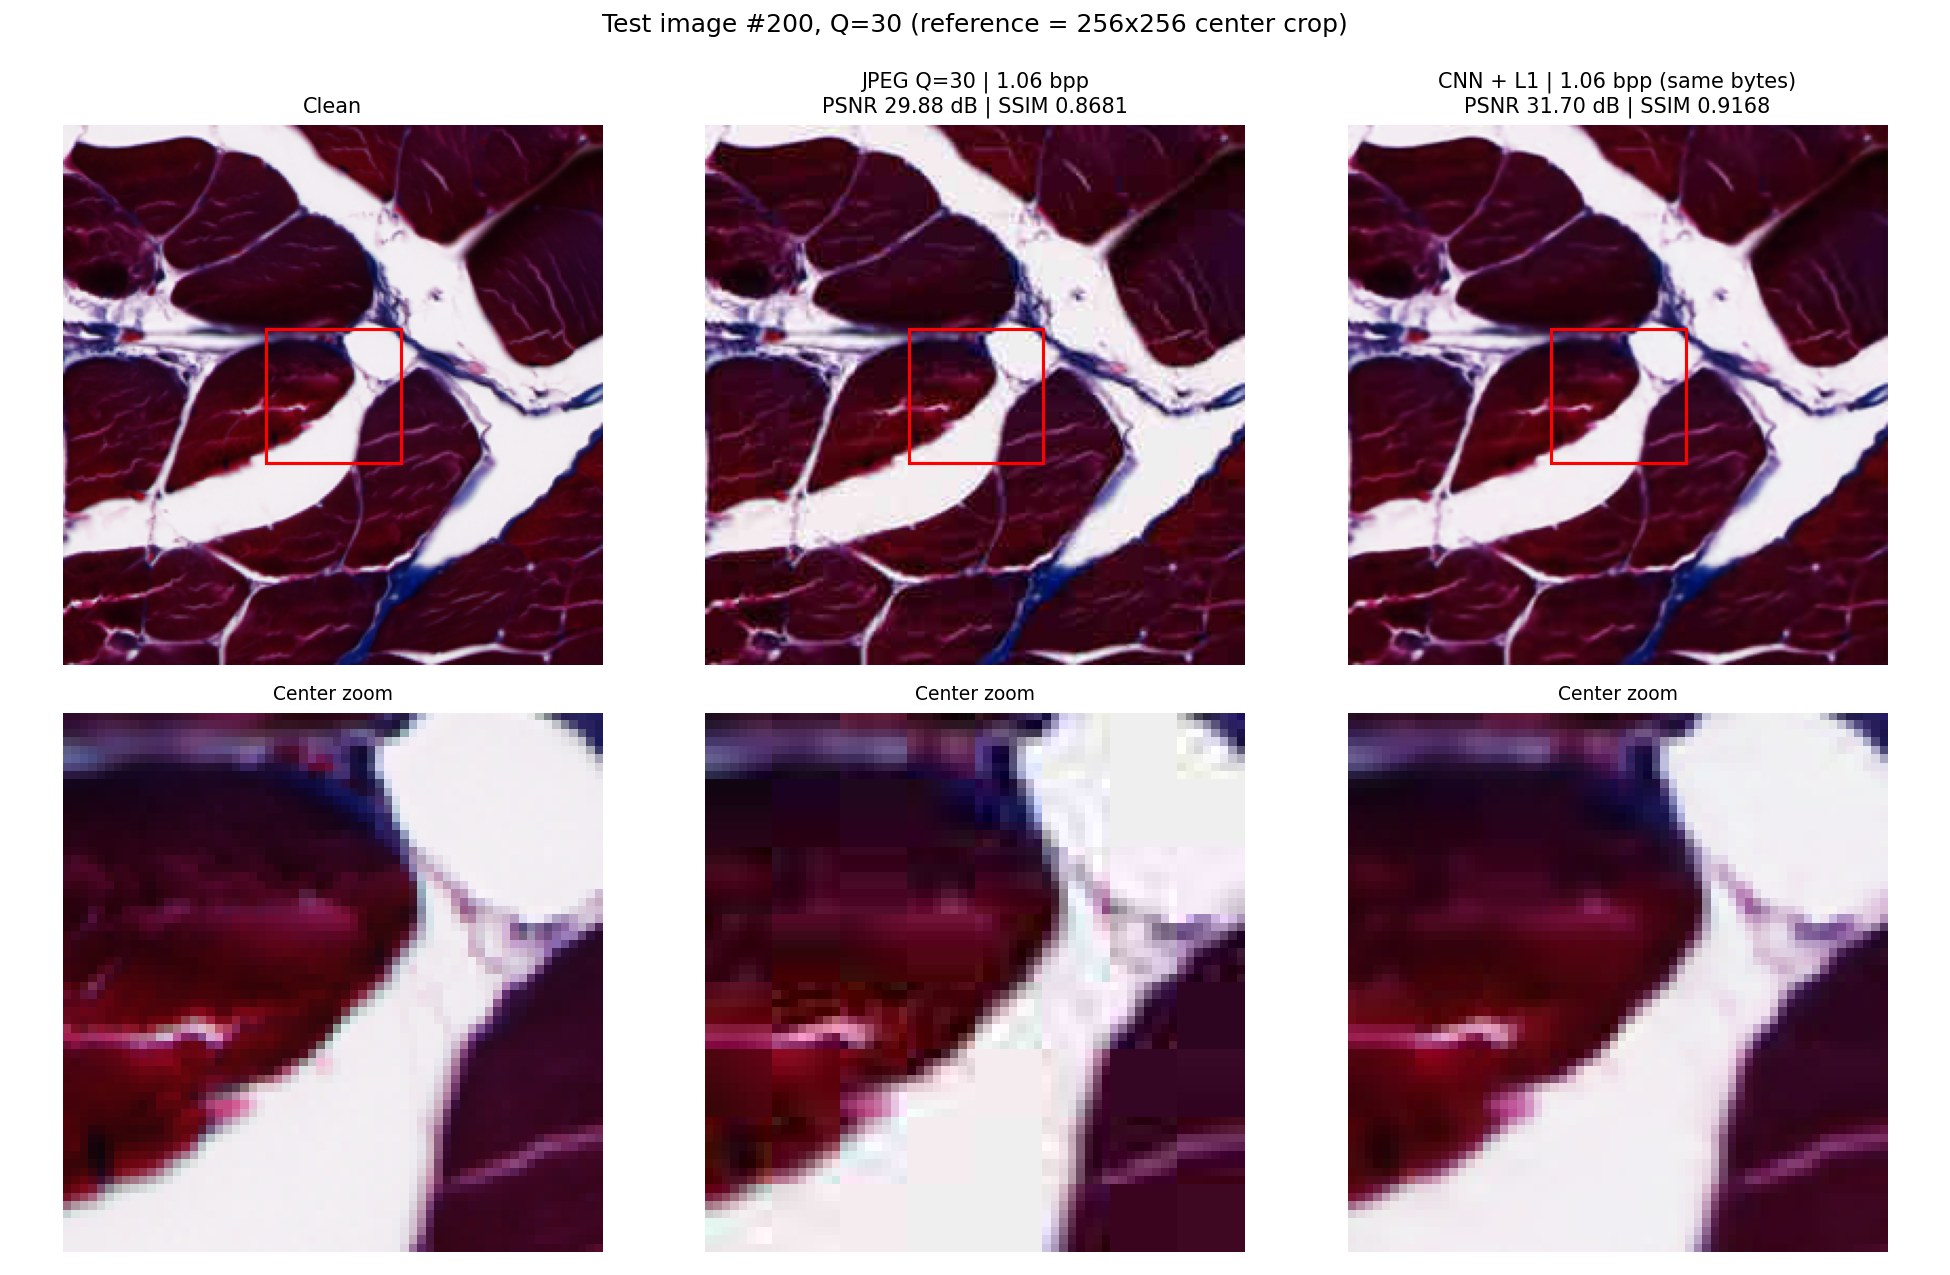 Test image #200, Q=30 (reference = 256x256 center crop)
Clean
JPEG Q=30 | 1.06 bpp
PSNR 29.88 dB | SSIM 0.8681
CNN + L1 | 1.06 bpp (same bytes)
PSNR 31.70 dB | SSIM 0.9168
Center zoom
Center zoom
Center zoom